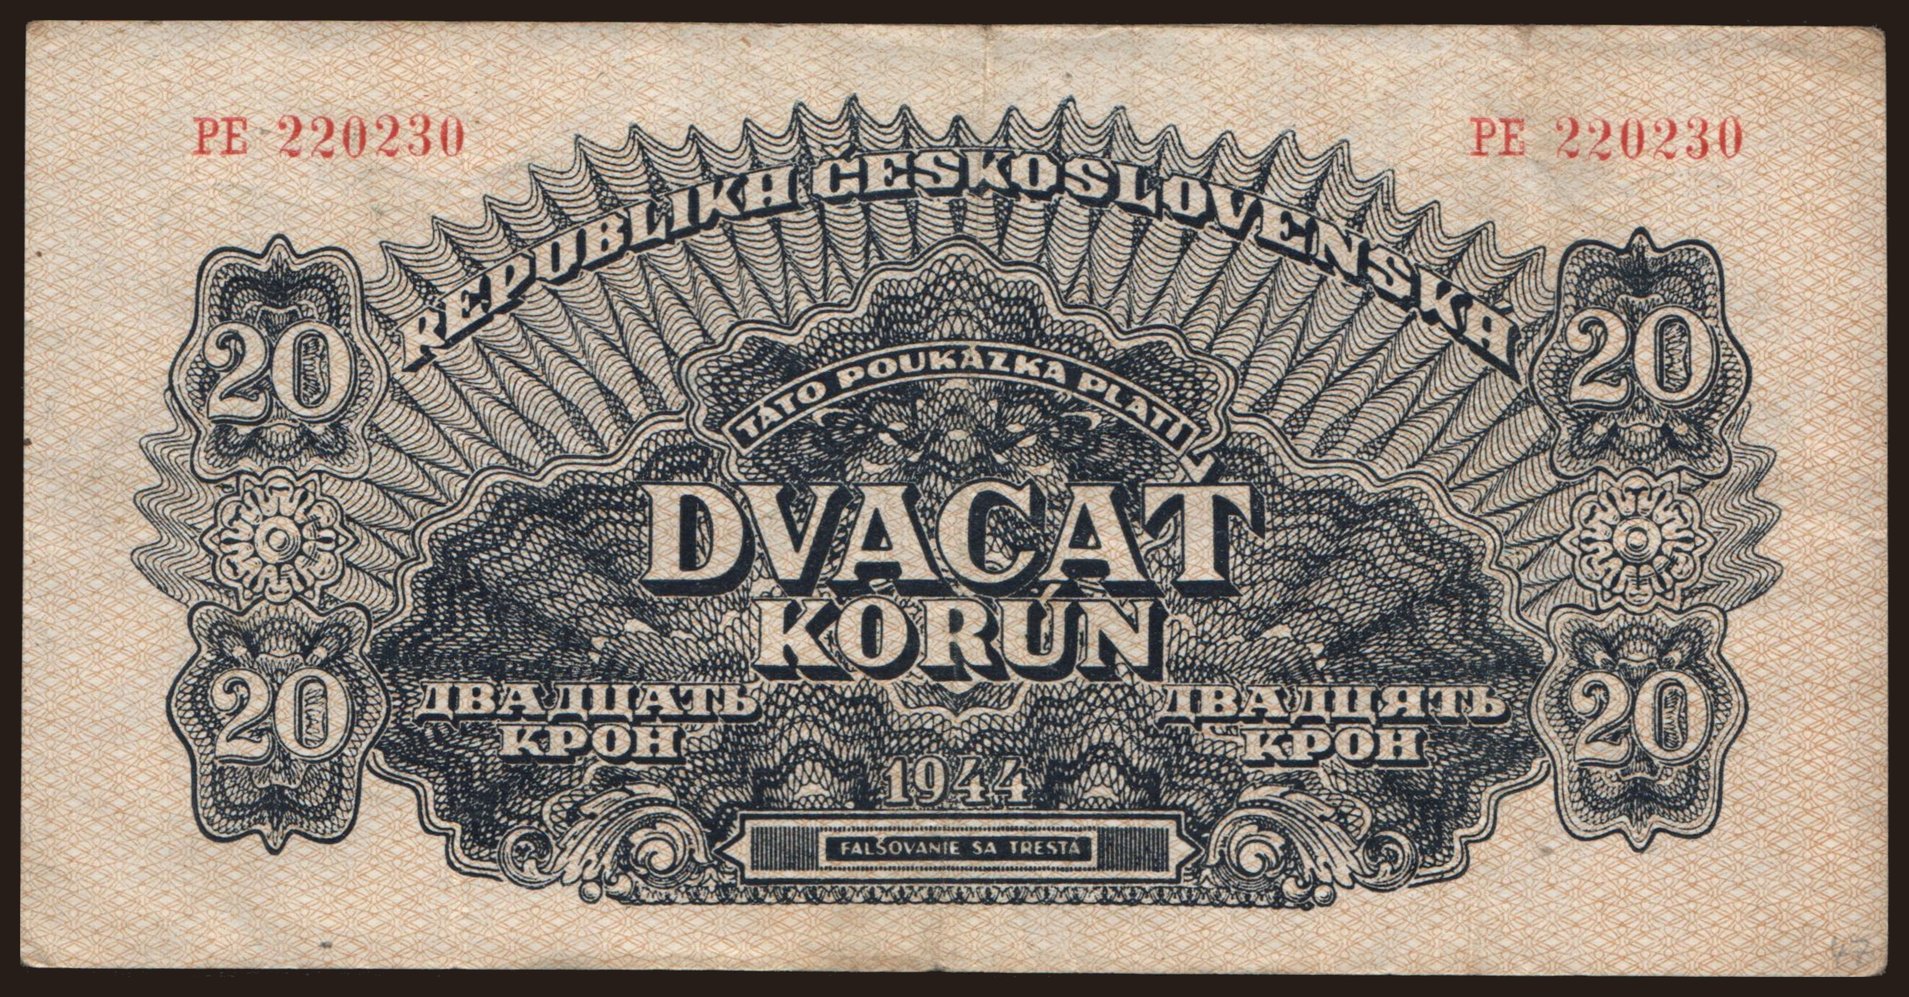 PE 220230
PE 220230
REPUBLIKA ČESKOSLOVENSKÁ
20
20
TÁTO POUKÁZKA PLATÍ
DVACAŤ
KORÚN
20
20
ДВАДЦАТЬ
КРОН
ДВАДЦЯТЬ
КРОН
1944
FALŠOVANIE SA TRESTÁ
47